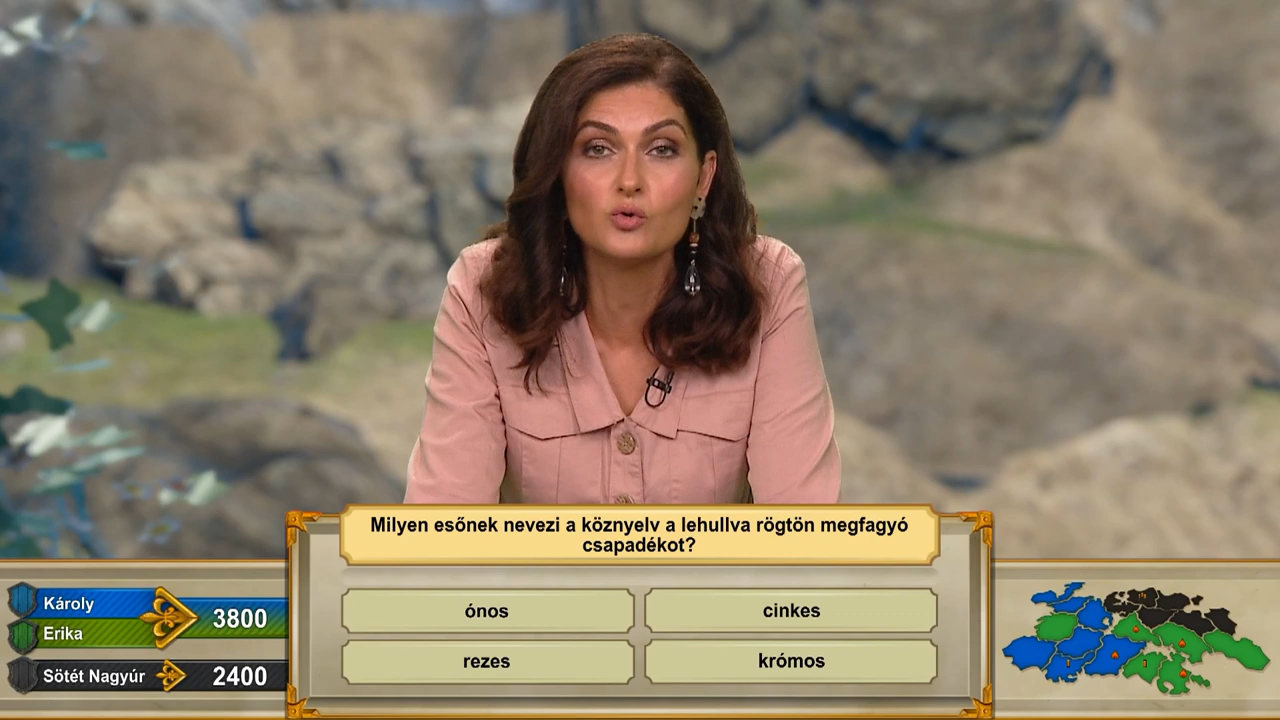 Milyen esőnek nevezi a köznyelv a lehullva rögtön megfagyó
csapadékot?
ónos
cinkes
rezes
krómos
Károly
Erika
3800
Sötét Nagyúr
2400